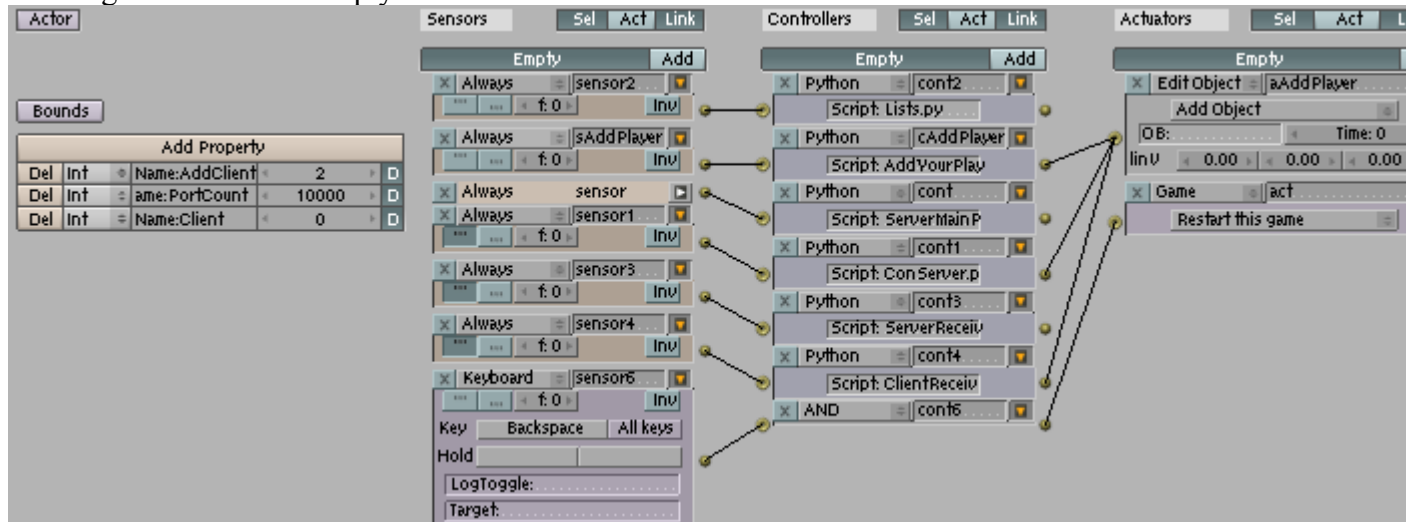 Actor
Bounds
Add Property
Del Int Name:AddClient 2 D
Del Int ame:PortCount 10000 D
Del Int Name:Client 0 D
Sensors Sel Act Link
Empty Add
X Always sensor2
f: 0 Inv
X Always sAddPlayer
f: 0 Inv
X Always sensor
X Always sensor1
f: 0 Inv
X Always sensor3
f: 0 Inv
X Always sensor4
f: 0 Inv
X Keyboard sensor6
f: 0 Inv
Key Backspace All keys
Hold
LogToggle:
Target:
Controllers Sel Act Link
Empty Add
X Python cont2
Script: Lists.py
X Python cAddPlayer
Script: AddYourPlay
X Python cont
Script: ServerMainP
X Python cont1
Script: ConServer.p
X Python cont3
Script: ServerReceiv
X Python cont4
Script: ClientReceiv
X AND cont6
Actuators Sel Act L
Empty
X Edit Object aAddPlayer
Add Object
OB: Time: 0
linV 0.00 0.00 0.00
X Game act
Restart this game